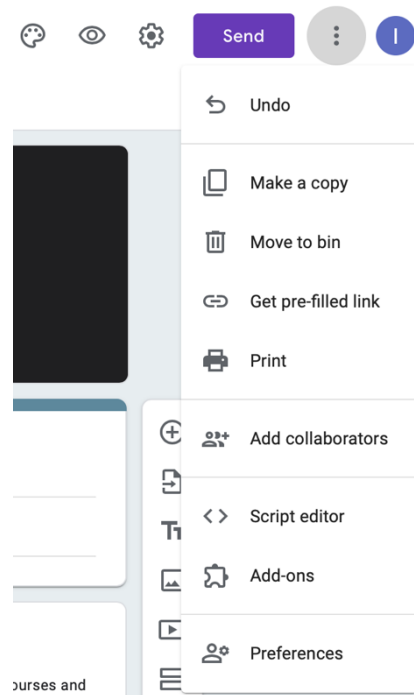 Send
I
Undo
Make a copy
Move to bin
Get pre-filled link
Print
Add collaborators
Script editor
Add-ons
Preferences
and